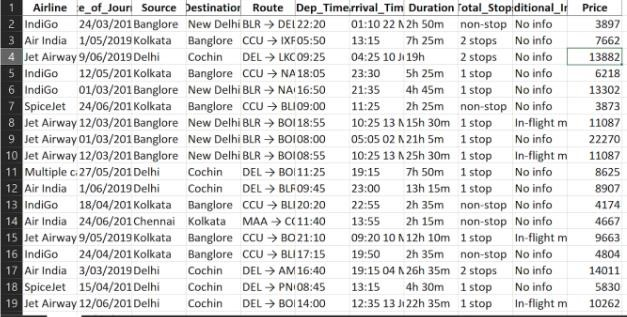 1 Airline te_of_Journ Source Destination Route Dep_Time rrival_Time Duration Total_Stop ditional_In Price
2 IndiGo 24/03/201 Banglore New Delhi BLR → DEL 22:20 01:10 22 M 2h 50m non-stop No info 3897
3 Air India 1/05/2019 Kolkata Banglore CCU → IXF 05:50 13:15 7h 25m 2 stops No info 7662
4 Jet Airway 9/06/2019 Delhi Cochin DEL → LKC 09:25 04:25 10 J 19h 2 stops No info 13882
5 IndiGo 12/05/201 Kolkata Banglore CCU → NA 18:05 23:30 5h 25m 1 stop No info 6218
6 IndiGo 01/03/201 Banglore New Delhi BLR → NA 16:50 21:35 4h 45m 1 stop No info 13302
7 SpiceJet 24/06/201 Kolkata Banglore CCU → BLI 09:00 11:25 2h 25m non-stop No info 3873
8 Jet Airway 12/03/201 Banglore New Delhi BLR → BOI 18:55 10:25 13 M 15h 30m 1 stop In-flight m 11087
9 Jet Airway 01/03/201 Banglore New Delhi BLR → BOI 08:00 05:05 02 M 21h 5m 1 stop No info 22270
10 Jet Airway 12/03/201 Banglore New Delhi BLR → BOI 08:55 10:25 13 M 25h 30m 1 stop In-flight m 11087
11 Multiple ca 27/05/201 Delhi Cochin DEL → BOI 11:25 19:15 7h 50m 1 stop No info 8625
12 Air India 1/06/2019 Delhi Cochin DEL → BLF 09:45 23:00 13h 15m 1 stop No info 8907
13 IndiGo 18/04/201 Kolkata Banglore CCU → BLI 20:20 22:55 2h 35m non-stop No info 4174
14 Air India 24/06/201 Chennai Kolkata MAA → C( 11:40 13:55 2h 15m non-stop No info 4667
15 Jet Airway 9/05/2019 Kolkata Banglore CCU → BO 21:10 09:20 10 M 12h 10m 1 stop In-flight m 9663
16 IndiGo 24/04/201 Kolkata Banglore CCU → BLI 17:15 19:50 2h 35m non-stop No info 4804
17 Air India 3/03/2019 Delhi Cochin DEL → AM 16:40 19:15 04 M 26h 35m 2 stops No info 14011
18 SpiceJet 15/04/201 Delhi Cochin DEL → PN 08:45 13:15 4h 30m 1 stop No info 5830
19 Jet Airway 12/06/201 Delhi Cochin DEL → BOI 14:00 12:35 13 J 22h 35m 1 stop In-flight m 10262